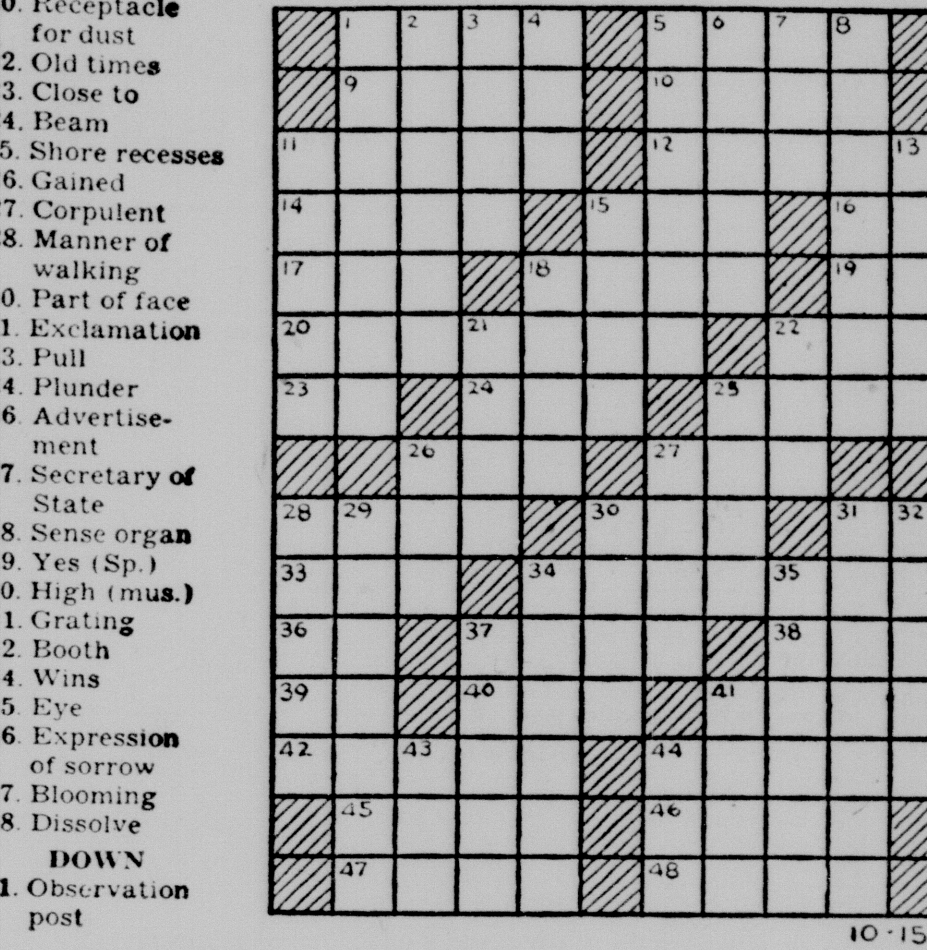 0. Receptacle
for dust
2. Old times
3. Close to
4. Beam
5. Shore recesses
6. Gained
7. Corpulent
8. Manner of
walking
0. Part of face
1. Exclamation
3. Pull
4. Plunder
6. Advertise-
ment
7. Secretary of
State
8. Sense organ
9. Yes (Sp.)
0. High (mus.)
1. Grating
2. Booth
4. Wins
5. Eye
6. Expression
of sorrow
7. Blooming
8. Dissolve
DOWN
1. Observation
post
1 2 3 4 5 6 7 8
9 10
11 12 13
14 15 16
17 18 19
20 21 22
23 24 25
26 27
28 29 30 31 32
33 34 35
36 37 38
39 40 41
42 43 44
45 46
47 48
10-15